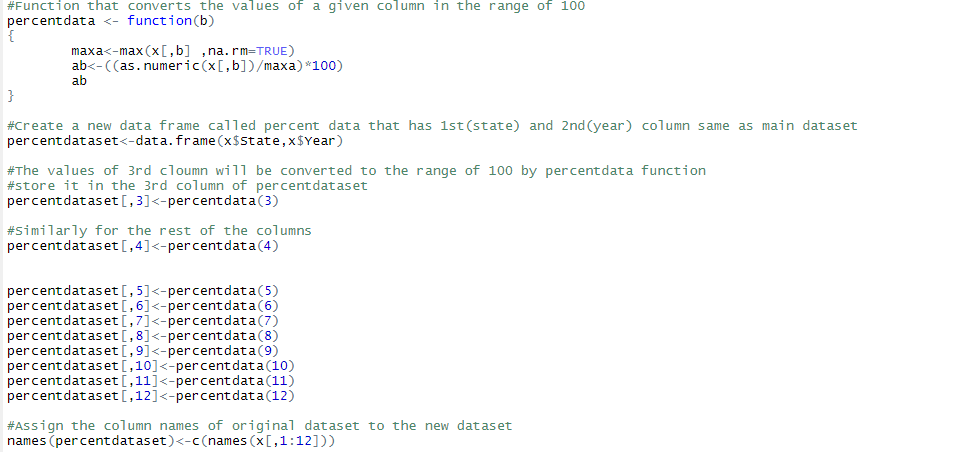 #Function that converts the values of a given column in the range of 100
percentdata <- function(b)
{
        maxa<-max(x[,b] ,na.rm=TRUE)
        ab<-((as.numeric(x[,b])/maxa)*100)
        ab
}

#Create a new data frame called percent data that has 1st(state) and 2nd(year) column same as main dataset
percentdataset<-data.frame(x$State,x$Year)

#The values of 3rd cloumn will be converted to the range of 100 by percentdata function
#store it in the 3rd column of percentdataset
percentdataset[,3]<-percentdata(3)

#Similarly for the rest of the columns
percentdataset[,4]<-percentdata(4)


percentdataset[,5]<-percentdata(5)
percentdataset[,6]<-percentdata(6)
percentdataset[,7]<-percentdata(7)
percentdataset[,8]<-percentdata(8)
percentdataset[,9]<-percentdata(9)
percentdataset[,10]<-percentdata(10)
percentdataset[,11]<-percentdata(11)
percentdataset[,12]<-percentdata(12)

#Assign the column names of original dataset to the new dataset
names(percentdataset)<-c(names(x[,1:12]))